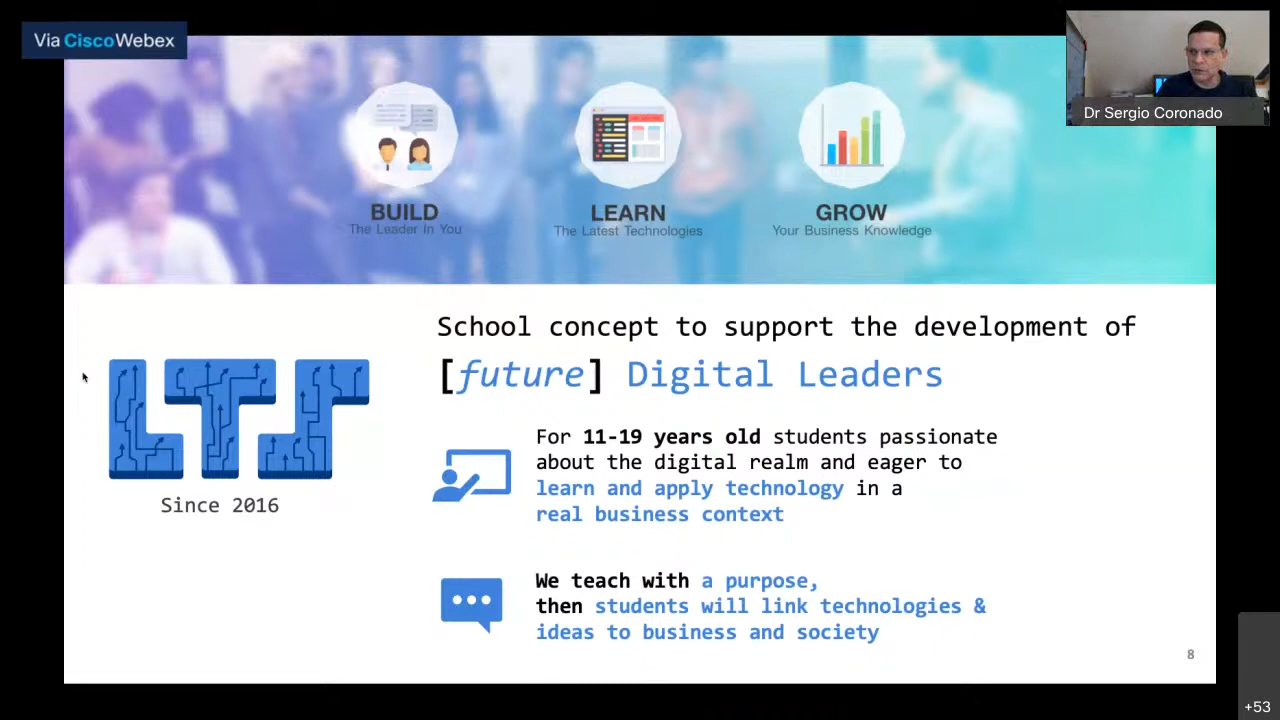 Via CiscoWebex
Dr Sergio Coronado
BUILD
The Leader In You
LEARN
The Latest Technologies
GROW
Your Business Knowledge
School concept to support the development of
[future] Digital Leaders
LTS
Since 2016
For 11-19 years old students passionate
about the digital realm and eager to
learn and apply technology in a
real business context
We teach with a purpose,
then students will link technologies &
ideas to business and society
8
+53